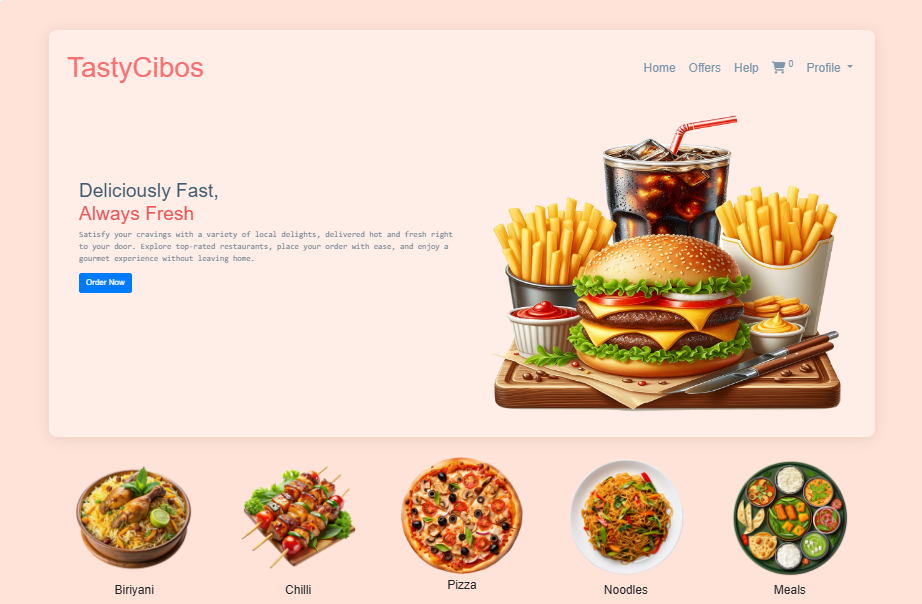 TastyCibos
Home Offers Help 0 Profile
Deliciously Fast,
Always Fresh
Satisfy your cravings with a variety of local delights, delivered hot and fresh right
to your door. Explore top-rated restaurants, place your order with ease, and enjoy a
gourmet experience without leaving home.
Order Now
Biriyani Chilli Pizza Noodles Meals